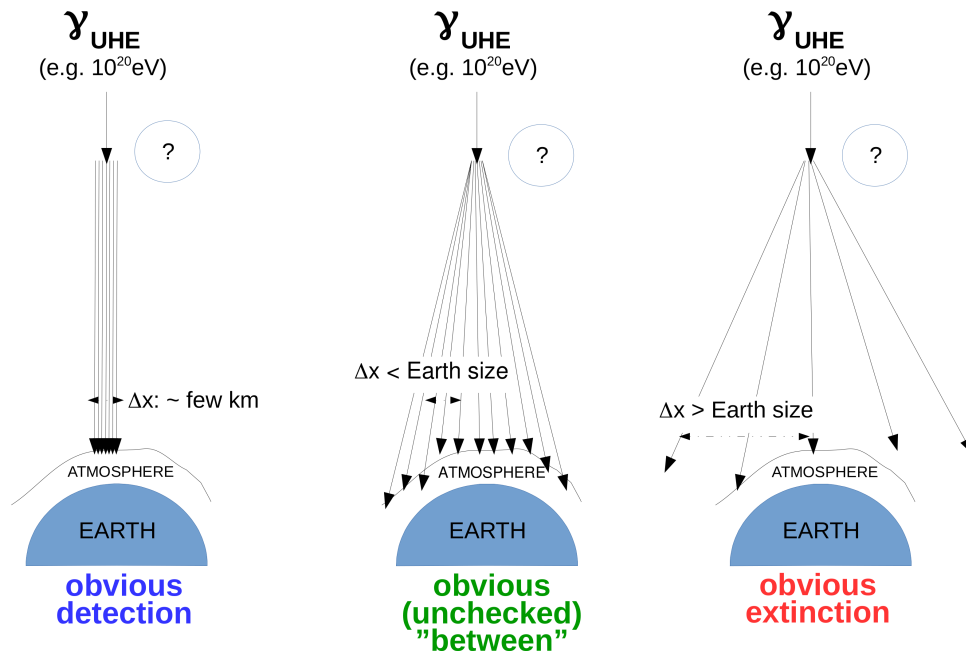 γUHE
(e.g. 10²⁰eV)
?
Δx: ~ few km
ATMOSPHERE
EARTH
obvious
detection
γUHE
(e.g. 10²⁰eV)
?
Δx < Earth size
ATMOSPHERE
EARTH
obvious
(unchecked)
”between”
γUHE
(e.g. 10²⁰eV)
?
Δx > Earth size
ATMOSPHERE
EARTH
obvious
extinction